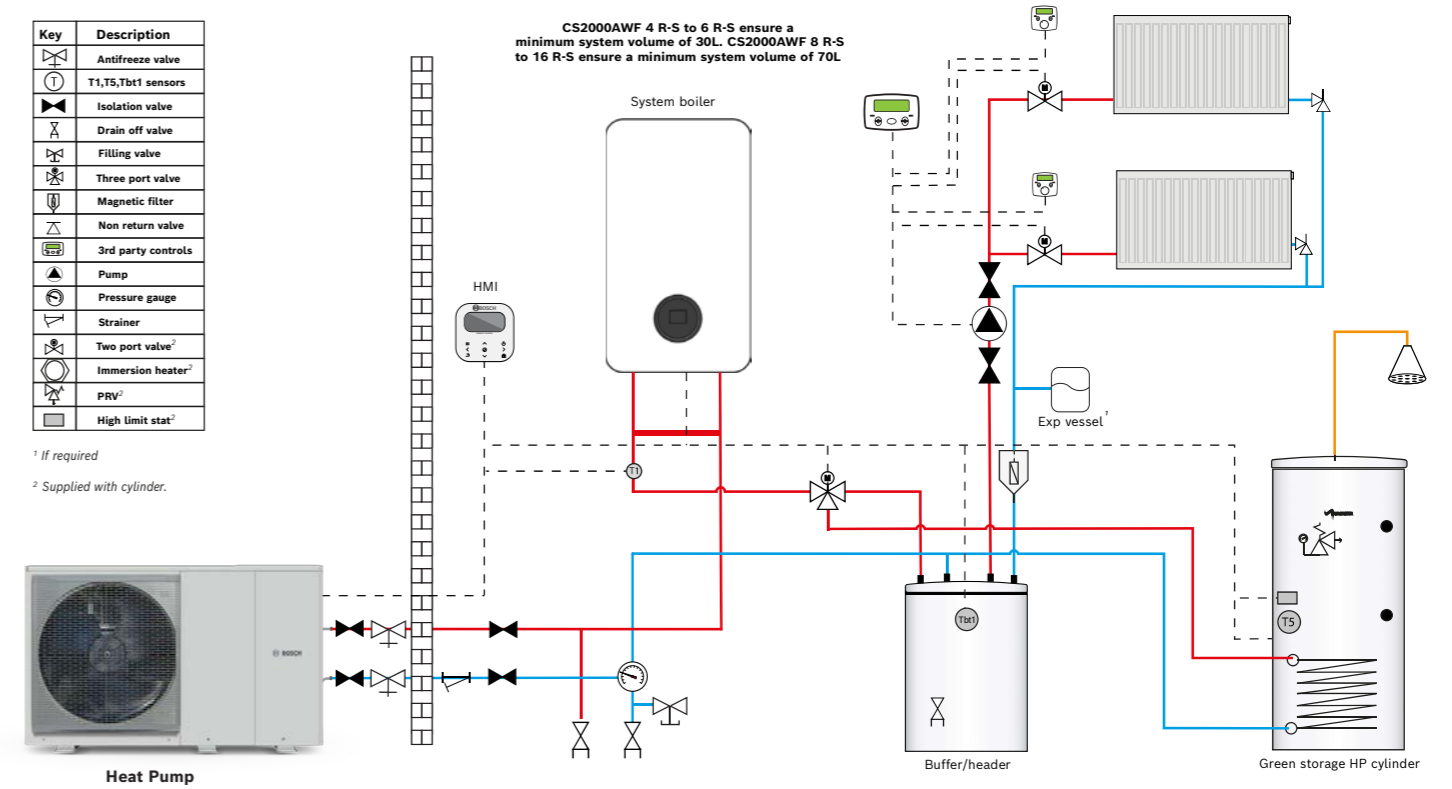 Key Description
Antifreeze valve
T T1,T5,Tbt1 sensors
Isolation valve
Drain off valve
Filling valve
Three port valve
Magnetic filter
Non return valve
3rd party controls
Pump
Pressure gauge
Strainer
Two port valve²
Immersion heater²
PRV²
High limit stat²
¹ If required
² Supplied with cylinder.
CS2000AWF 4 R-S to 6 R-S ensure a
minimum system volume of 30L. CS2000AWF 8 R-S
to 16 R-S ensure a minimum system volume of 70L
System boiler
HMI
BOSCH
M
M
Exp vessel ¹
T1
M
Tbt1
T5
BOSCH
Heat Pump
Buffer/header
Green storage HP cylinder